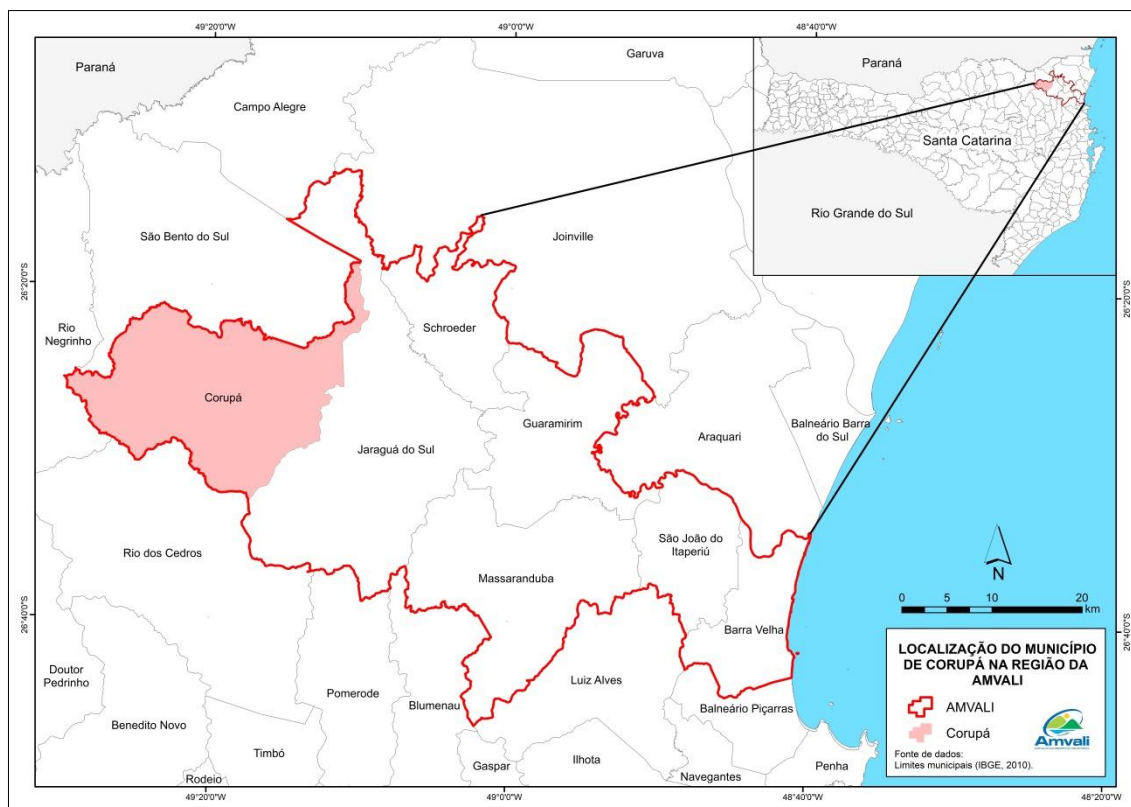 49°20'0"W
49°0'0"W
48°40'0"W
Paraná
Garuva
Campo Alegre
Paraná
Santa Catarina
Rio Grande do Sul
São Bento do Sul
Joinville
26°20'0"S
26°20'0"S
Rio
Negrinho
Schroeder
Corupá
Guaramirim
Araquari
Balneário Barra
do Sul
Jaraguá do Sul
São João do
Itaperiú
Rio dos Cedros
Massaranduba
N
0 5 10 20
km
26°40'0"S
26°40'0"S
Barra Velha
Doutor
Pedrinho
Pomerode
Blumenau
Luiz Alves
Balneário Piçarras
Benedito Novo
Timbó
Gaspar
Ilhota
Navegantes
Penha
Rodeio
LOCALIZAÇÃO DO MUNICÍPIO
DE CORUPÁ NA REGIÃO DA
AMVALI
AMVALI
Corupá
Amvali
Fonte de dados:
Limites municipais (IBGE, 2010).
49°20'0"W
49°0'0"W
48°40'0"W
48°20'0"W